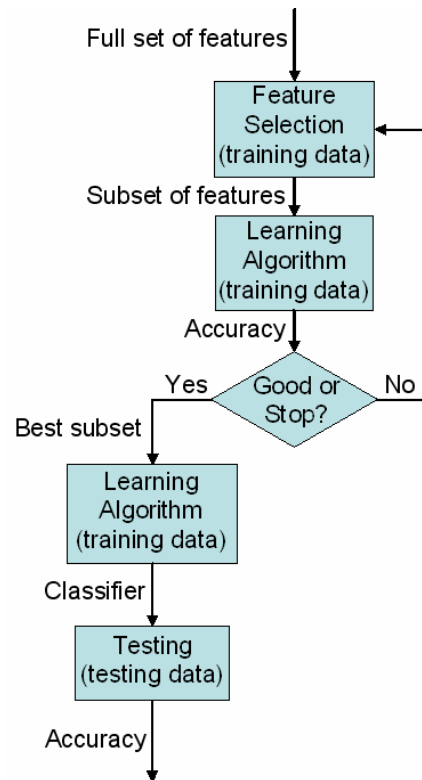 Full set of features
Feature
Selection
(training data)
Subset of features
Learning
Algorithm
(training data)
Accuracy
Good or
Stop?
Yes
No
Best subset
Learning
Algorithm
(training data)
Classifier
Testing
(testing data)
Accuracy